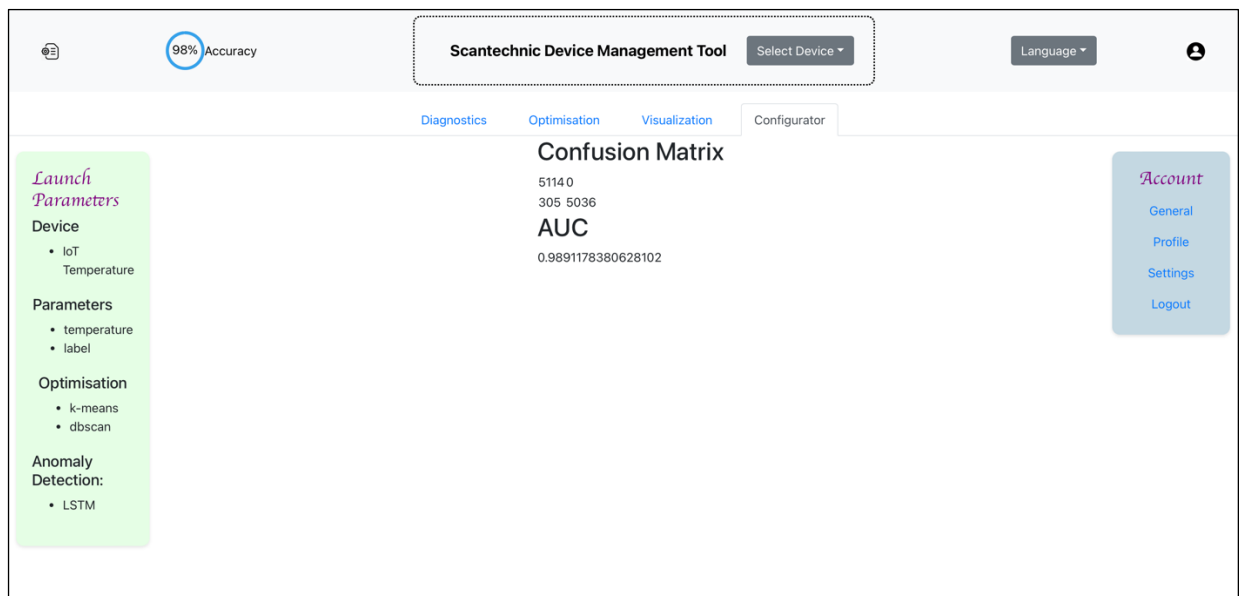 98% Accuracy
Scantechnic Device Management Tool
Select Device
Language
Diagnostics
Optimisation
Visualization
Configurator
Launch
Parameters
Device
IoT
Temperature
Parameters
temperature
label
Optimisation
k-means
dbscan
Anomaly
Detection:
LSTM
Confusion Matrix
5114 0
305 5036
AUC
0.9891178380628102
Account
General
Profile
Settings
Logout